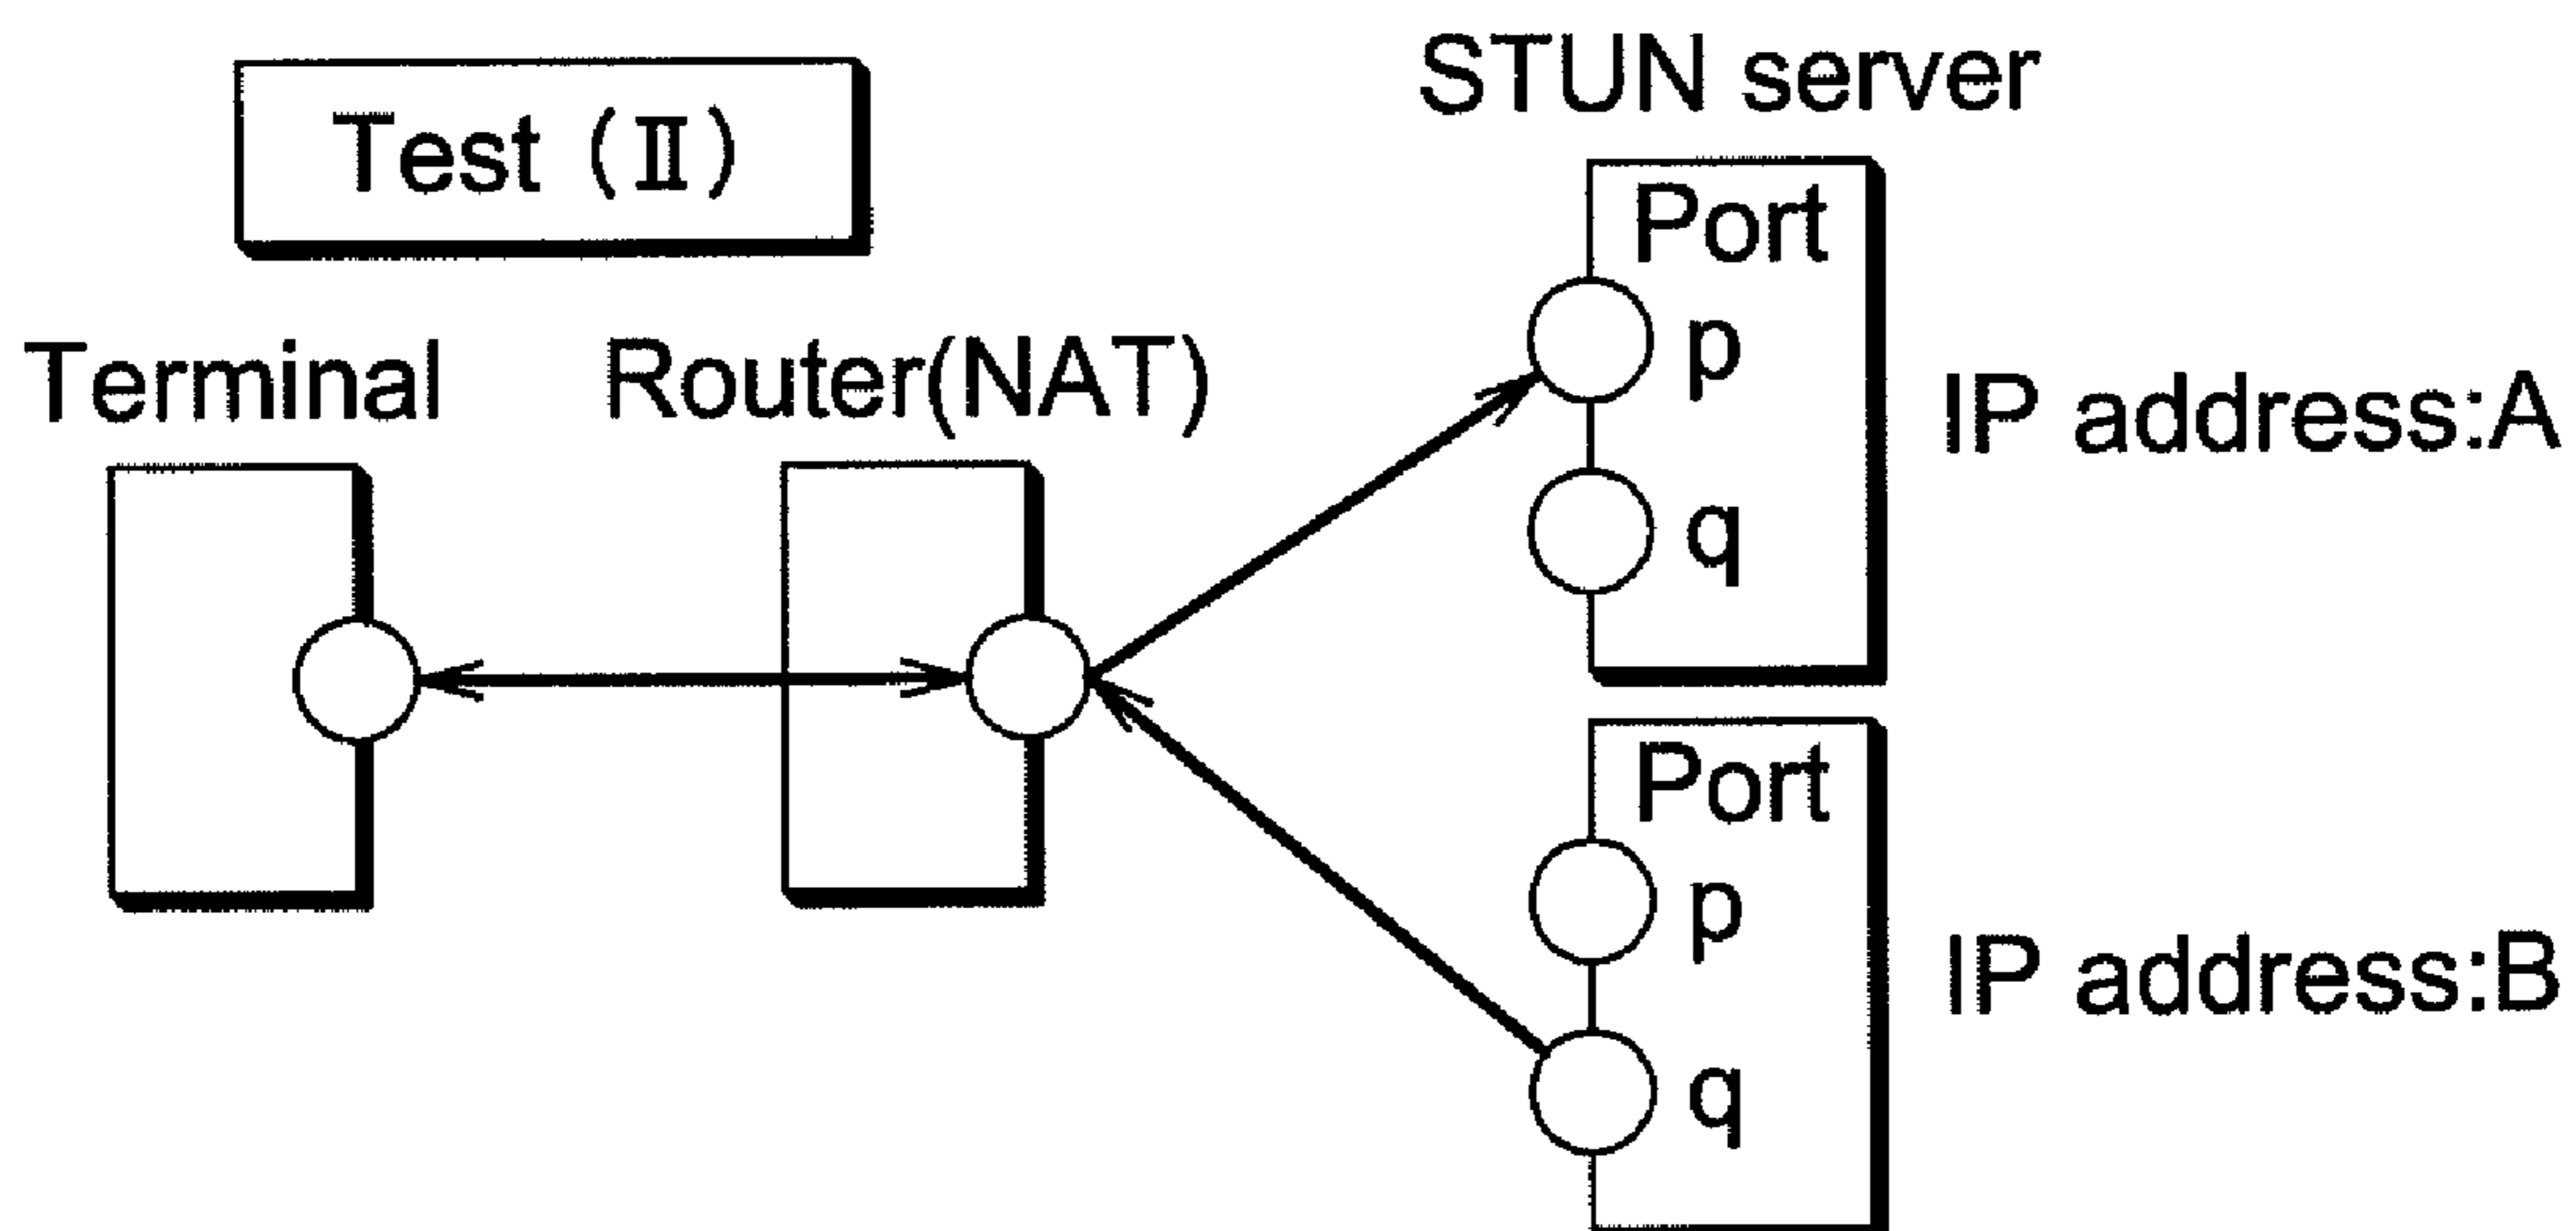 STUN server
Test (Ⅱ)
Port
Terminal
Router(NAT)
p
IP address:A
q
Port
p
IP address:B
q